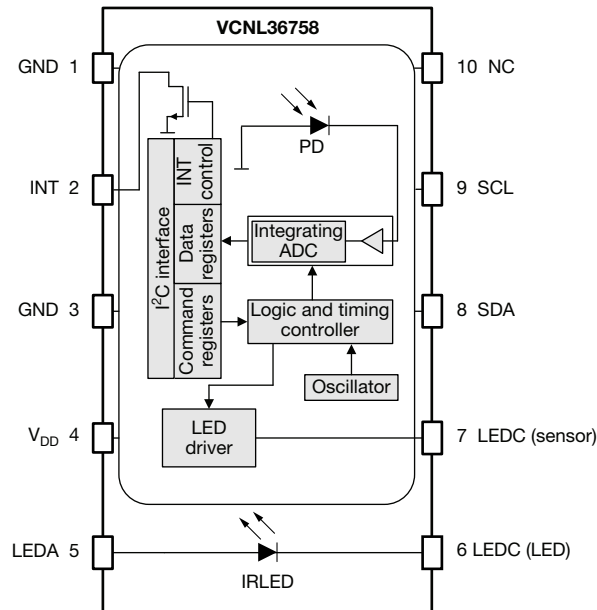 VCNL36758
GND 1
10 NC
PD
INT 2
9 SCL
I²C interface
INT
control
Data
registers
Command
registers
Integrating
ADC
GND 3
8 SDA
Logic and timing
controller
Oscillator
V_DD 4
LED
driver
7 LEDC (sensor)
LEDA 5
6 LEDC (LED)
IRLED